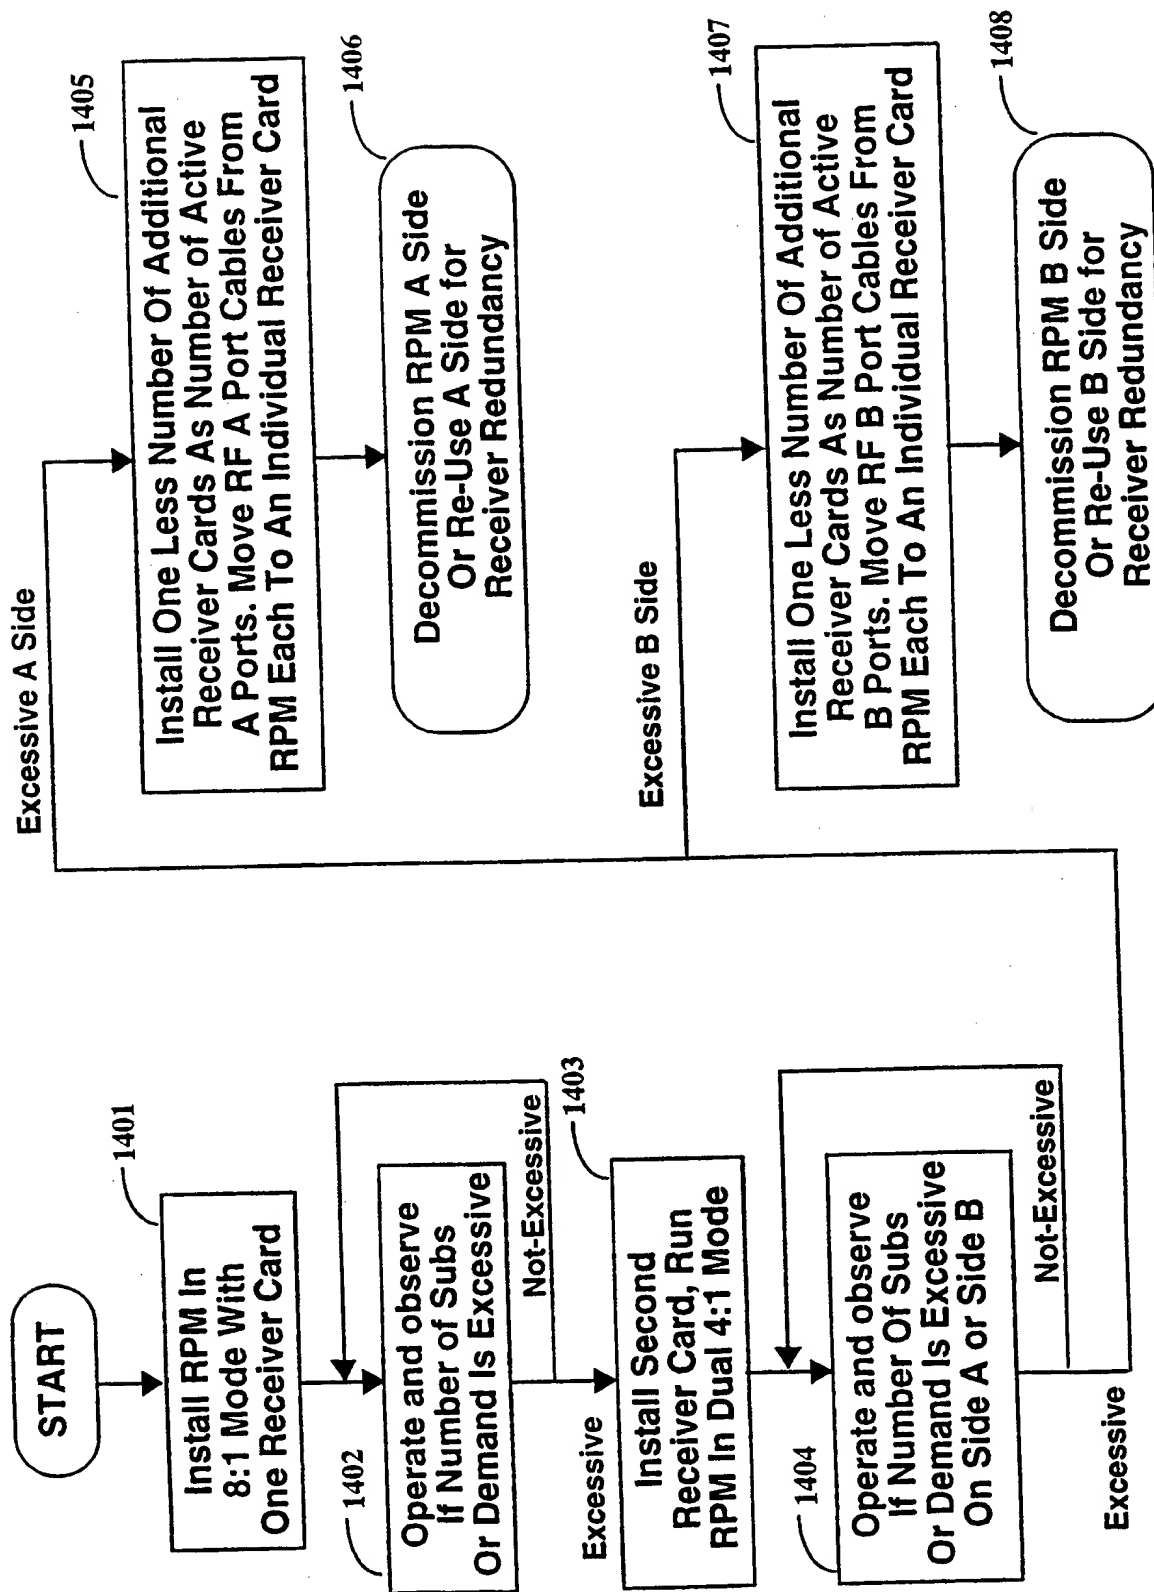 START
1401
Install RPM In
8:1 Mode With
One Receiver Card
1402
Operate and observe
If Number of Subs
Or Demand Is Excessive
Not-Excessive
Excessive
1403
Install Second
Receiver Card, Run
RPM In Dual 4:1 Mode
1404
Operate and observe
If Number Of Subs
Or Demand Is Excessive
On Side A or Side B
Not-Excessive
Excessive
Excessive A Side
1405
Install One Less Number Of Additional
Receiver Cards As Number of Active
A Ports. Move RF A Port Cables From
RPM Each To An Individual Receiver Card
1406
Decommission RPM A Side
Or Re-Use A Side for
Receiver Redundancy
Excessive B Side
1407
Install One Less Number Of Additional
Receiver Cards As Number of Active
B Ports. Move RF B Port Cables From
RPM Each To An Individual Receiver Card
1408
Decommission RPM B Side
Or Re-Use B Side for
Receiver Redundancy